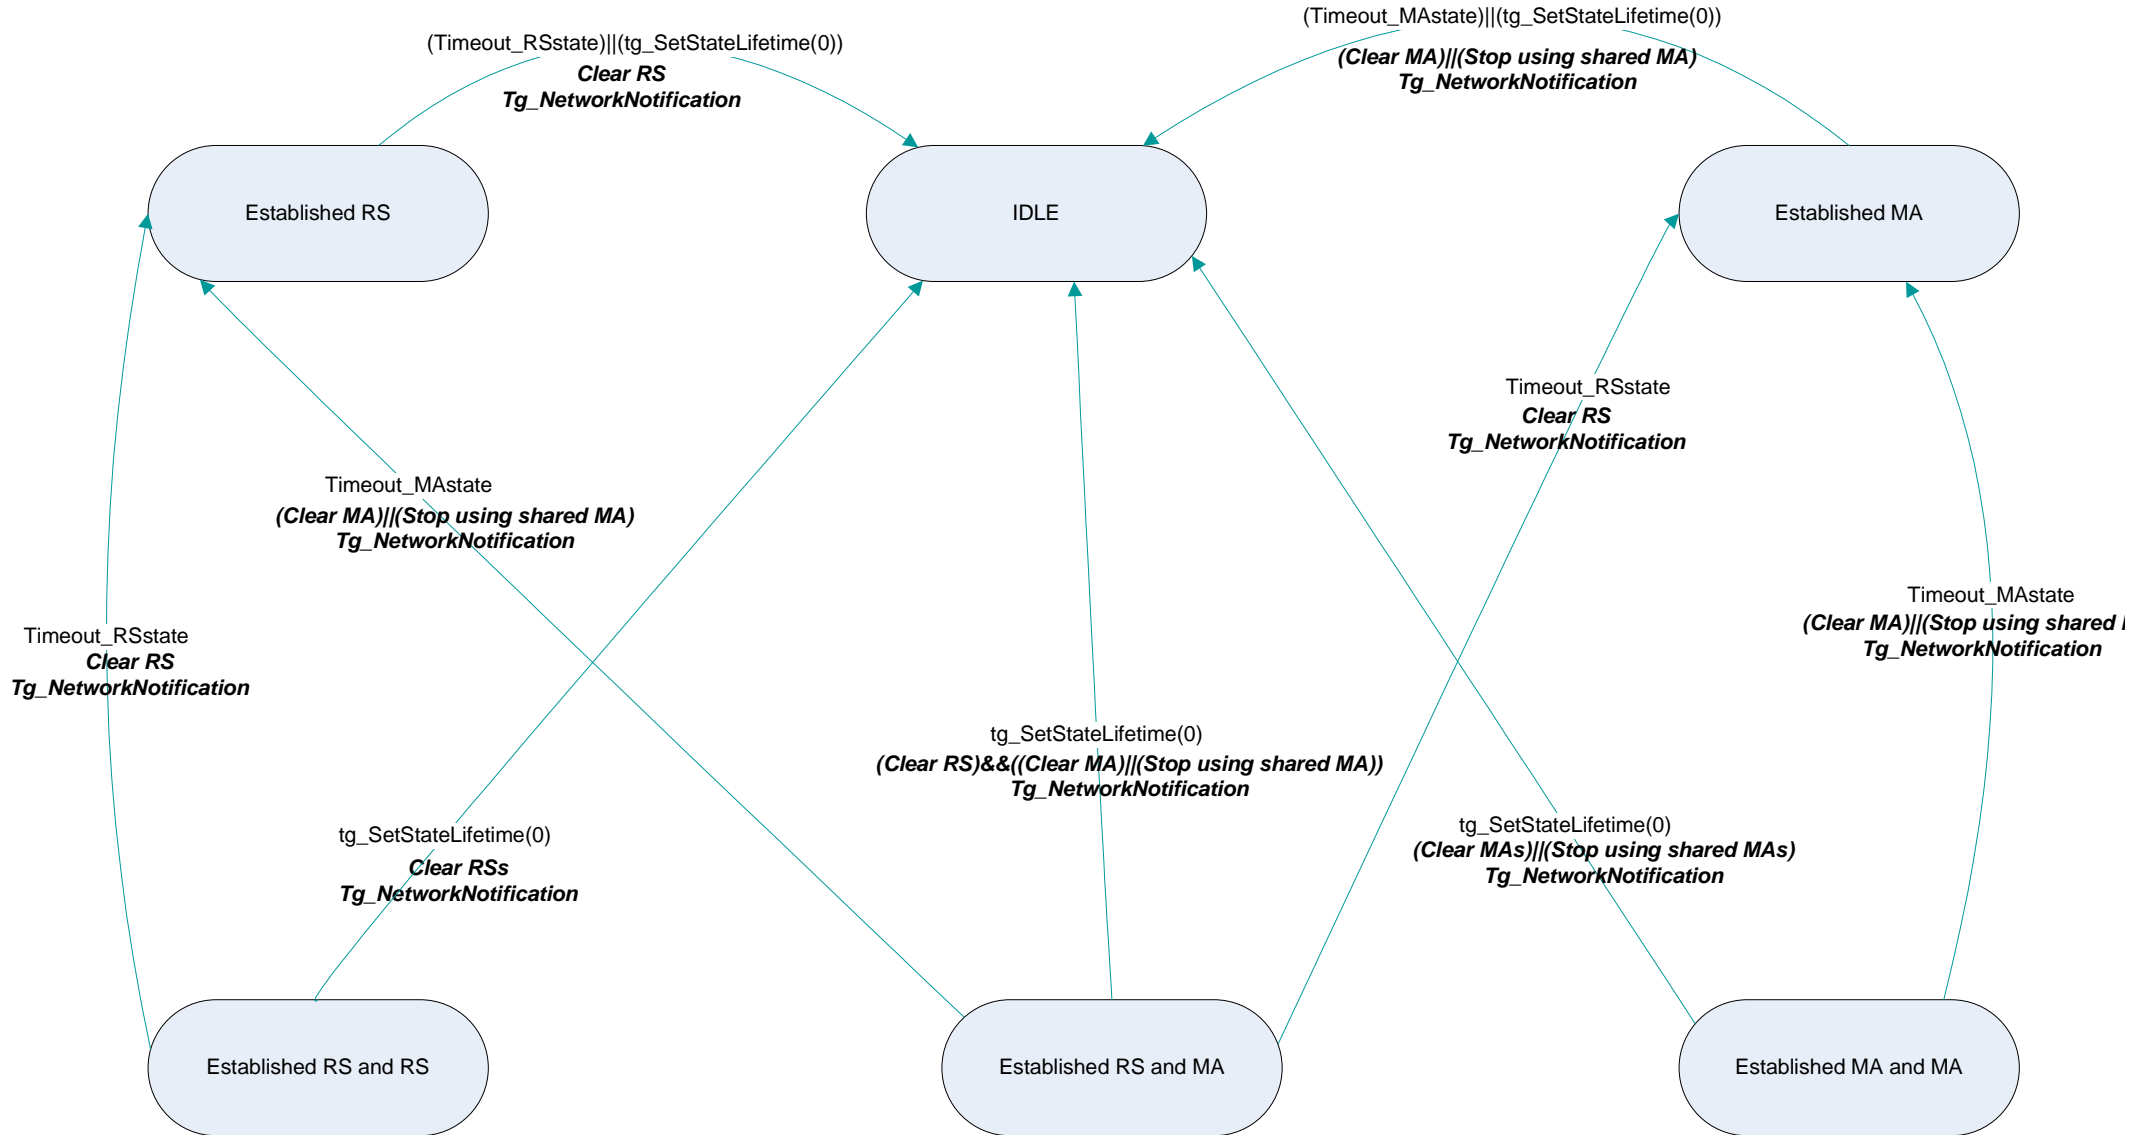 (Timeout_MAstate)||(tg_SetStateLifetime(0))
(Timeout_RSstate)||(tg_SetStateLifetime(0))
Clear RS
Tg_NetworkNotification
(Clear MA)||(Stop using shared MA)
Tg_NetworkNotification
Established RS
IDLE
Established MA
Timeout_RSstate
Clear RS
Tg_NetworkNotification
Timeout_MAstate
(Clear MA)||(Stop using shared MA)
Tg_NetworkNotification
Timeout_MAstate
(Clear MA)||(Stop using shared
Tg_NetworkNotification
Timeout_RSstate
Clear RS
Tg_NetworkNotification
tg_SetStateLifetime(0)
(Clear RS)&&((Clear MA)||(Stop using shared MA))
Tg_NetworkNotification
tg_SetStateLifetime(0)
Clear RSs
Tg_NetworkNotification
tg_SetStateLifetime(0)
(Clear MAs)||(Stop using shared MAs)
Tg_NetworkNotification
Established RS and RS
Established RS and MA
Established MA and MA